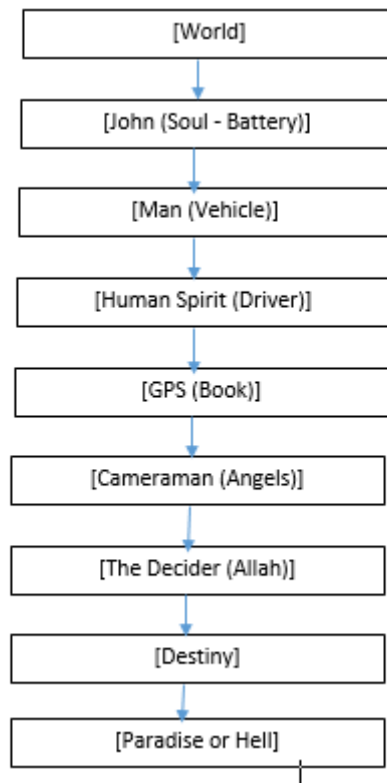 [World]
[John (Soul - Battery)]
[Man (Vehicle)]
[Human Spirit (Driver)]
[GPS (Book)]
[Cameraman (Angels)]
[The Decider (Allah)]
[Destiny]
[Paradise or Hell]